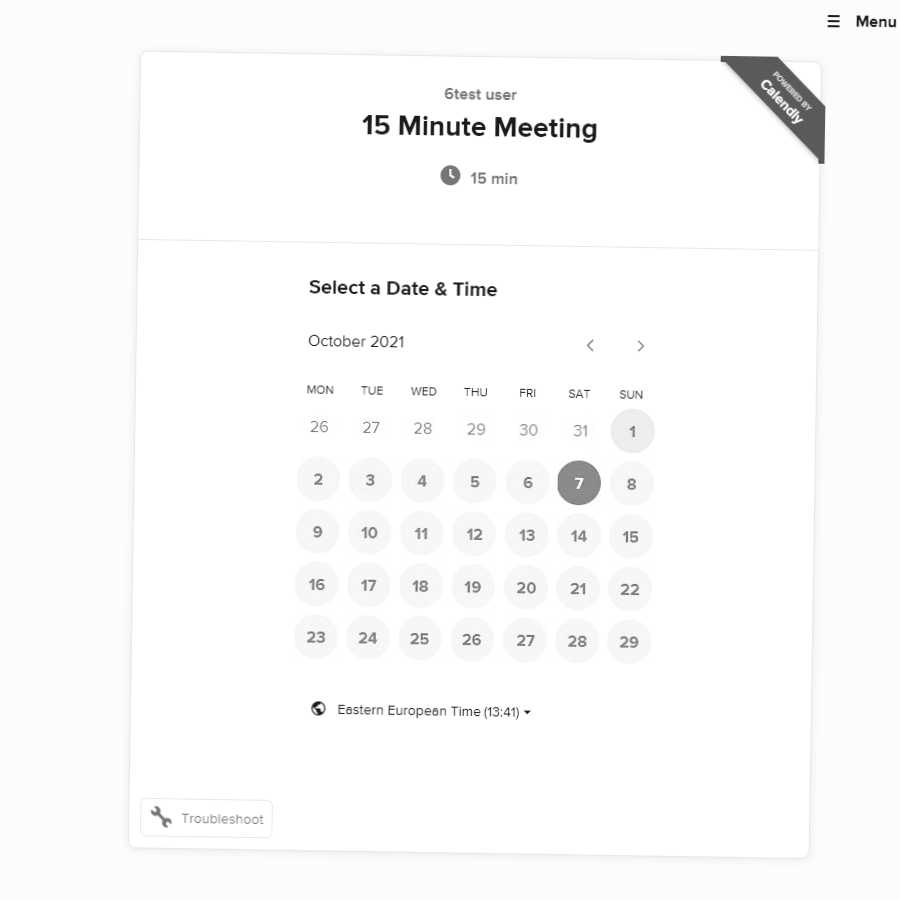 ☰ Menu
POWERED BY
Calendly
6test user
15 Minute Meeting
15 min
Select a Date & Time
October 2021
MON TUE WED THU FRI SAT SUN
26 27 28 29 30 31 1
2 3 4 5 6 7 8
9 10 11 12 13 14 15
16 17 18 19 20 21 22
23 24 25 26 27 28 29
Eastern European Time (13:41)
Troubleshoot